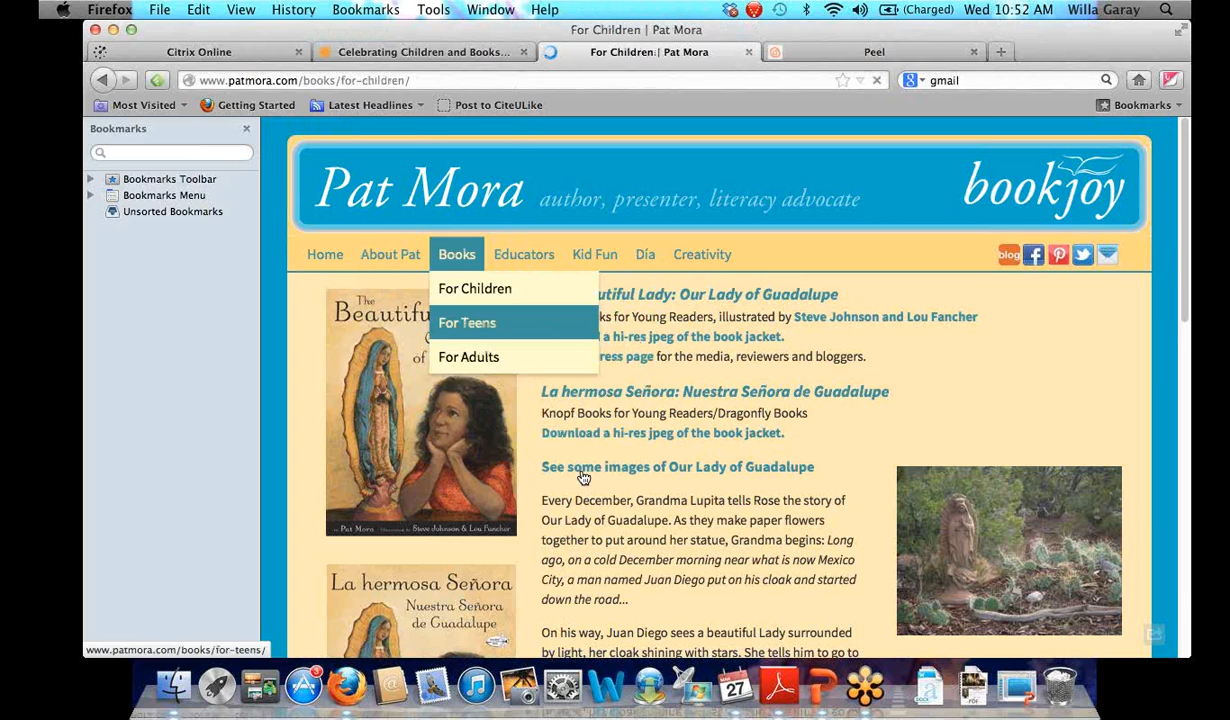 Firefox File Edit View History Bookmarks Tools Window Help (Charged) Wed 10:52 AM Willa Garay
For Children | Pat Mora
Citrix Online Celebrating Children and Books... For Children | Pat Mora Peel
www.patmora.com/books/for-children/ gmail
Most Visited Getting Started Latest Headlines Post to CiteULike Bookmarks
Bookmarks
Bookmarks Toolbar
Bookmarks Menu
Unsorted Bookmarks
Pat Mora author, presenter, literacy advocate bookjoy
Home About Pat Books Educators Kid Fun Día Creativity blog
For Children
For Teens
For Adults
The
Beautiful
of
PAT MORA STEVE JOHNSON & LOU FANCHER
La hermosa Señora
Nuestra Señora
de Guadalupe
Lady: Our Lady of Guadalupe
for Young Readers, illustrated by Steve Johnson and Lou Fancher
a hi-res jpeg of the book jacket.
page for the media, reviewers and bloggers.
La hermosa Señora: Nuestra Señora de Guadalupe
Knopf Books for Young Readers/Dragonfly Books
Download a hi-res jpeg of the book jacket.
See some images of Our Lady of Guadalupe
Every December, Grandma Lupita tells Rose the story of
Our Lady of Guadalupe. As they make paper flowers
together to put around her statue, Grandma begins: Long
ago, on a cold December morning near what is now Mexico
City, a man named Juan Diego put on his cloak and started
down the road...
On his way, Juan Diego sees a beautiful Lady surrounded
by light, her cloak shining with stars. She tells him to go to
www.patmora.com/books/for-teens/
MAR
27